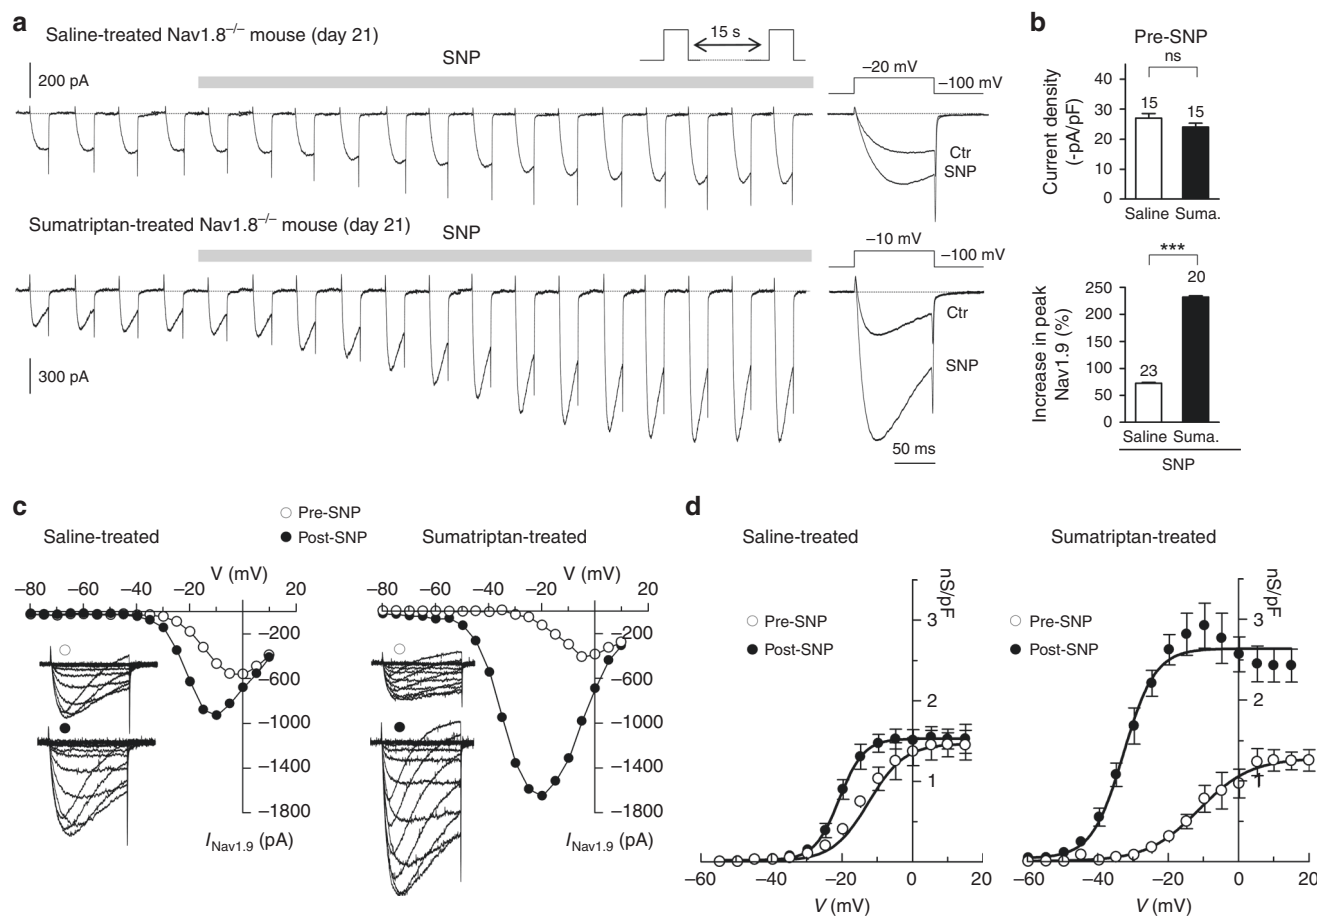 a
Saline-treated Nav1.8–/– mouse (day 21)
SNP
15 s
200 pA
–20 mV
–100 mV
Ctr
SNP
Sumatriptan-treated Nav1.8–/– mouse (day 21)
SNP
–10 mV
–100 mV
Ctr
SNP
300 pA
50 ms
b
Pre-SNP
ns
Current density
(-pA/pF)
40
30
20
10
0
15
15
Saline
Suma.
***
Increase in peak
Nav1.9 (%)
250
200
150
100
50
0
23
20
Saline
Suma.
SNP
c
Pre-SNP
Post-SNP
Saline-treated
V (mV)
–80 –60 –40 –20 0 20
–200
–600
–1000
–1400
–1800
INav1.9 (pA)
Sumatriptan-treated
V (mV)
–80 –60 –40 –20 0 20
–200
–600
–1000
–1400
–1800
INav1.9 (pA)
d
Saline-treated
Pre-SNP
Post-SNP
nS/pF
3
2
1
–60 –40 –20 0 20
V (mV)
Sumatriptan-treated
Pre-SNP
Post-SNP
nS/pF
3
2
1
–60 –40 –20 0 20
V (mV)